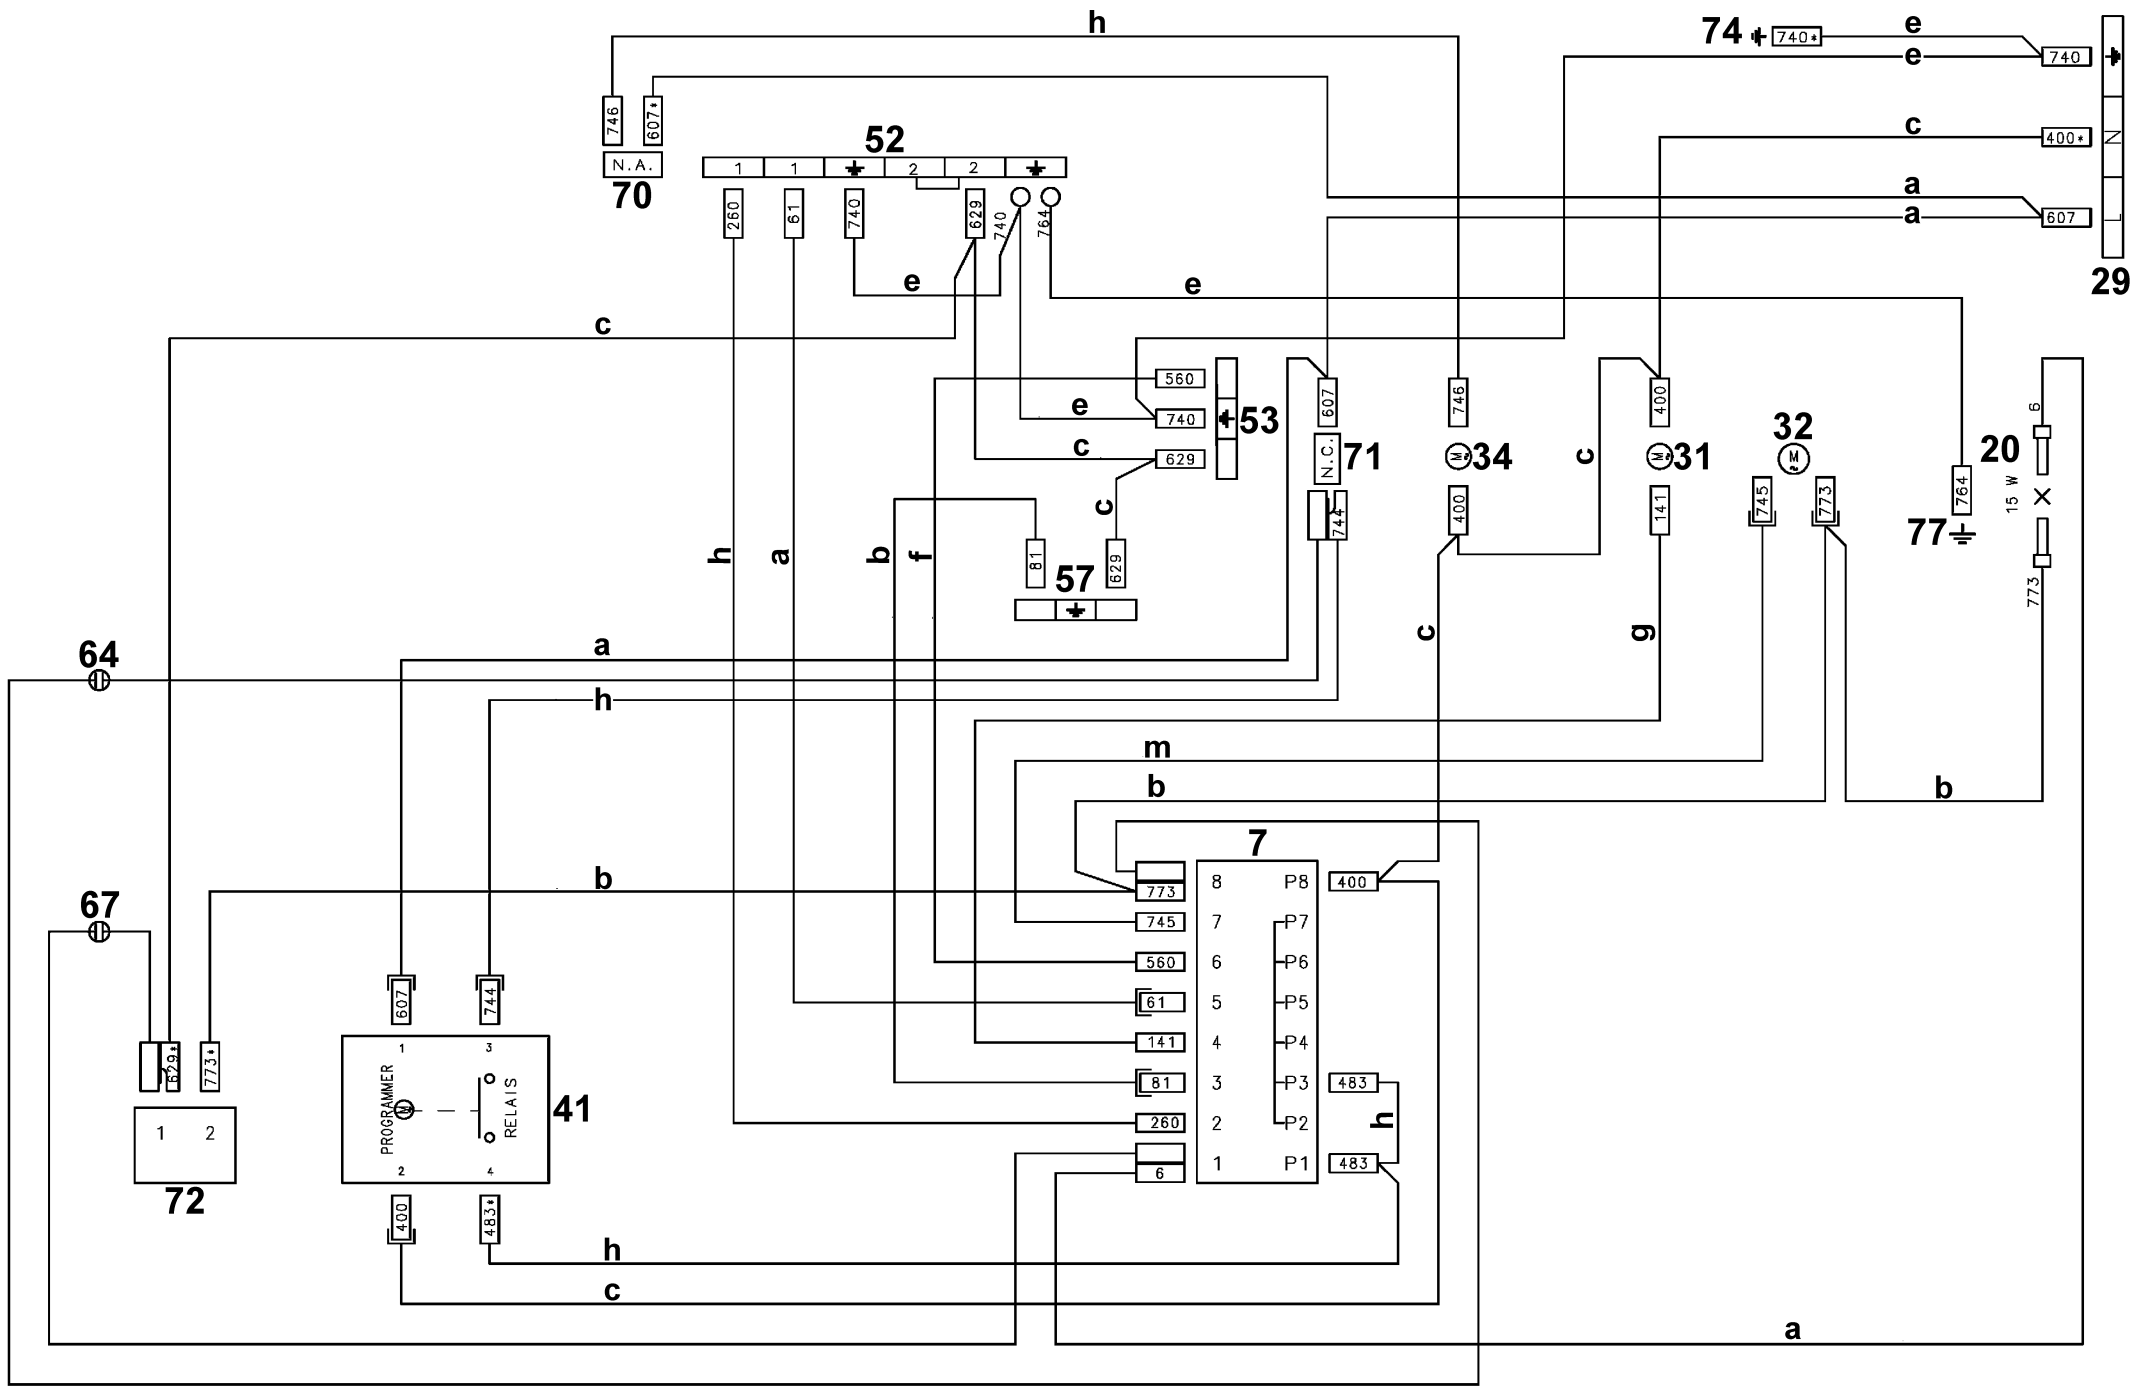 h
74 740* e
e
740
746
607*
N.A.
70
52
1 1 2 2
260
61
740
629
740
764
c
400* N
a
a
607 L
29
e
e
c
560
740
53
629
e
c
c
81
57
629
607
N.C.
71
744
746
M
34
400
c
400
M
31
141
32
M
745
773
764
77
20
6
15 W
773
h
a
b
f
c
g
64
a
h
m
b
b
7
67
b
773 8 P8 400
745 7 P7
560 6 P6
61 5 P5
141 4 P4
81 3 P3 483
260 2 P2
h
1 P1 483
6
629*
773*
1 2
72
607
744
1 3
PROGRAMMER
M
RELAIS
41
2 4
400
483*
h
c
a